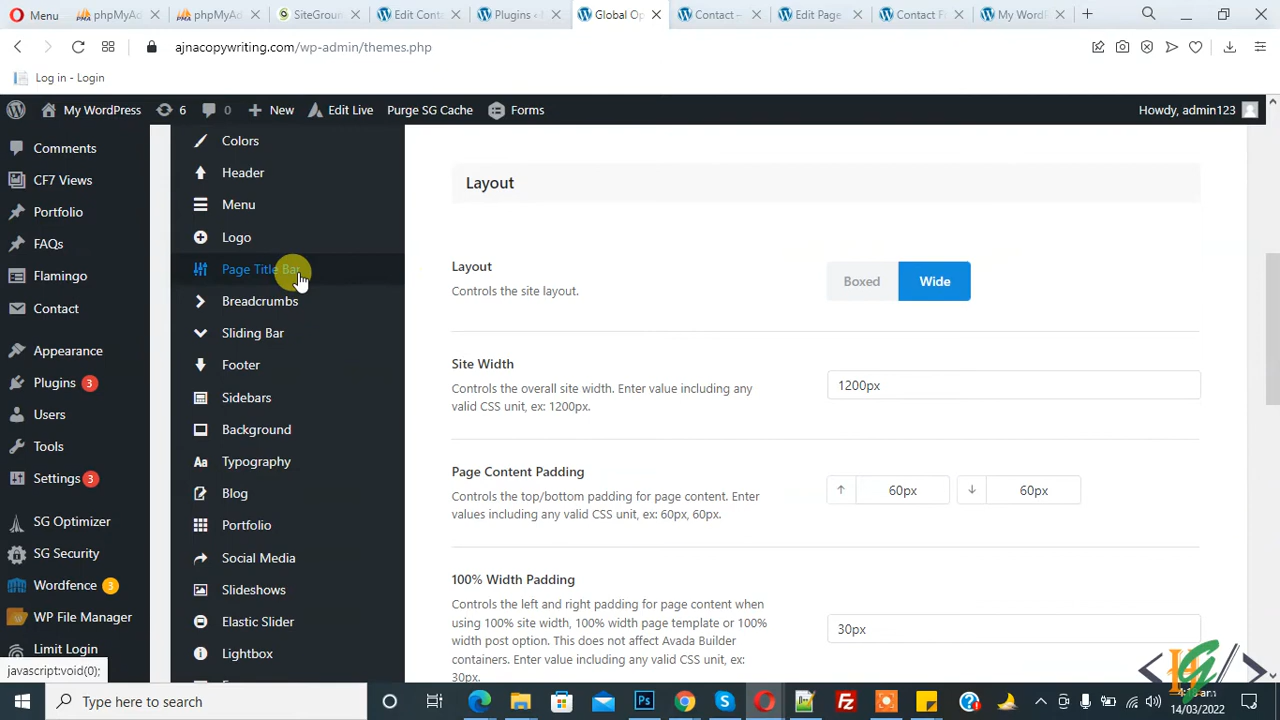 Menu
phpMyAd
phpMyAd
SiteGroun
Edit Conta
Plugins ‹
Global Op
Contact –
Edit Page
Contact F
My WordP
ajnacopywriting.com/wp-admin/themes.php
Log in - Login
My WordPress
6
0
New
Edit Live
Purge SG Cache
Forms
Howdy, admin123
Comments
CF7 Views
Portfolio
FAQs
Flamingo
Contact
Appearance
Plugins 3
Users
Tools
Settings 3
SG Optimizer
SG Security
Wordfence 3
WP File Manager
Limit Login
javascript:void(0);
Colors
Header
Menu
Logo
Page Title Bar
Breadcrumbs
Sliding Bar
Footer
Sidebars
Background
Aa Typography
Blog
Portfolio
Social Media
Slideshows
Elastic Slider
Lightbox
Layout
Layout
Controls the site layout.
Boxed
Wide
Site Width
Controls the overall site width. Enter value including any
valid CSS unit, ex: 1200px.
1200px
Page Content Padding
Controls the top/bottom padding for page content. Enter
values including any valid CSS unit, ex: 60px, 60px.
60px
60px
100% Width Padding
Controls the left and right padding for page content when
using 100% site width, 100% width page template or 100%
width post option. This does not affect Avada Builder
containers. Enter value including any valid CSS unit, ex:
30px.
30px
Type here to search
14/03/2022